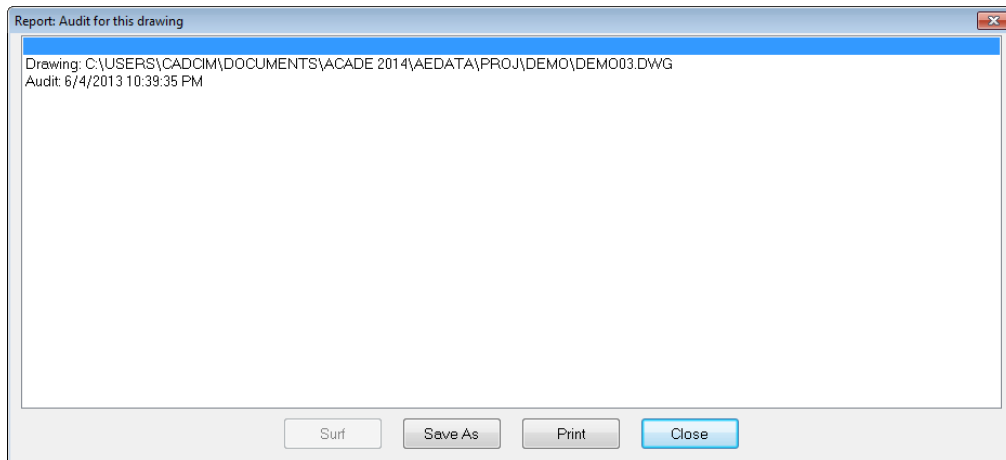 Report: Audit for this drawing
Drawing: C:\USERS\CADCIM\DOCUMENTS\ACADE 2014\AEDATA\PROJ\DEMO\DEMO03.DWG
Audit: 6/4/2013 10:39:35 PM
Surf Save As Print Close